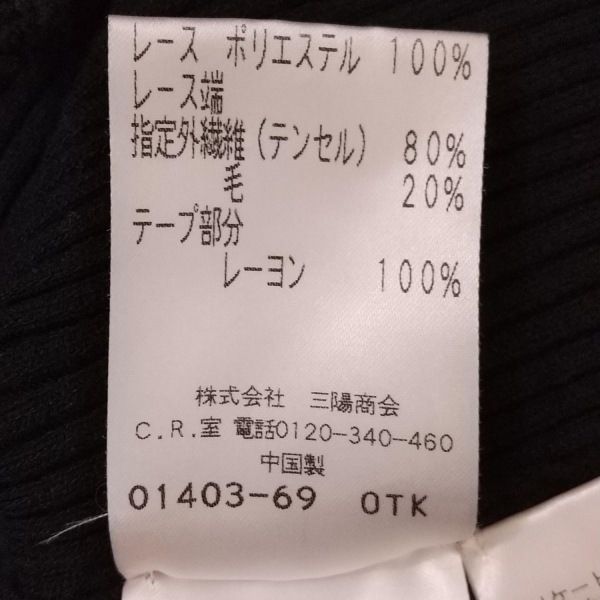 レース ポリエステル 100%
レース端
指定外繊維(テンセル) 80%
毛 20%
テープ部分
レーヨン 100%
株式会社 三陽商会
C.R.室 電話0120-340-460
中国製
01403-69 OTK